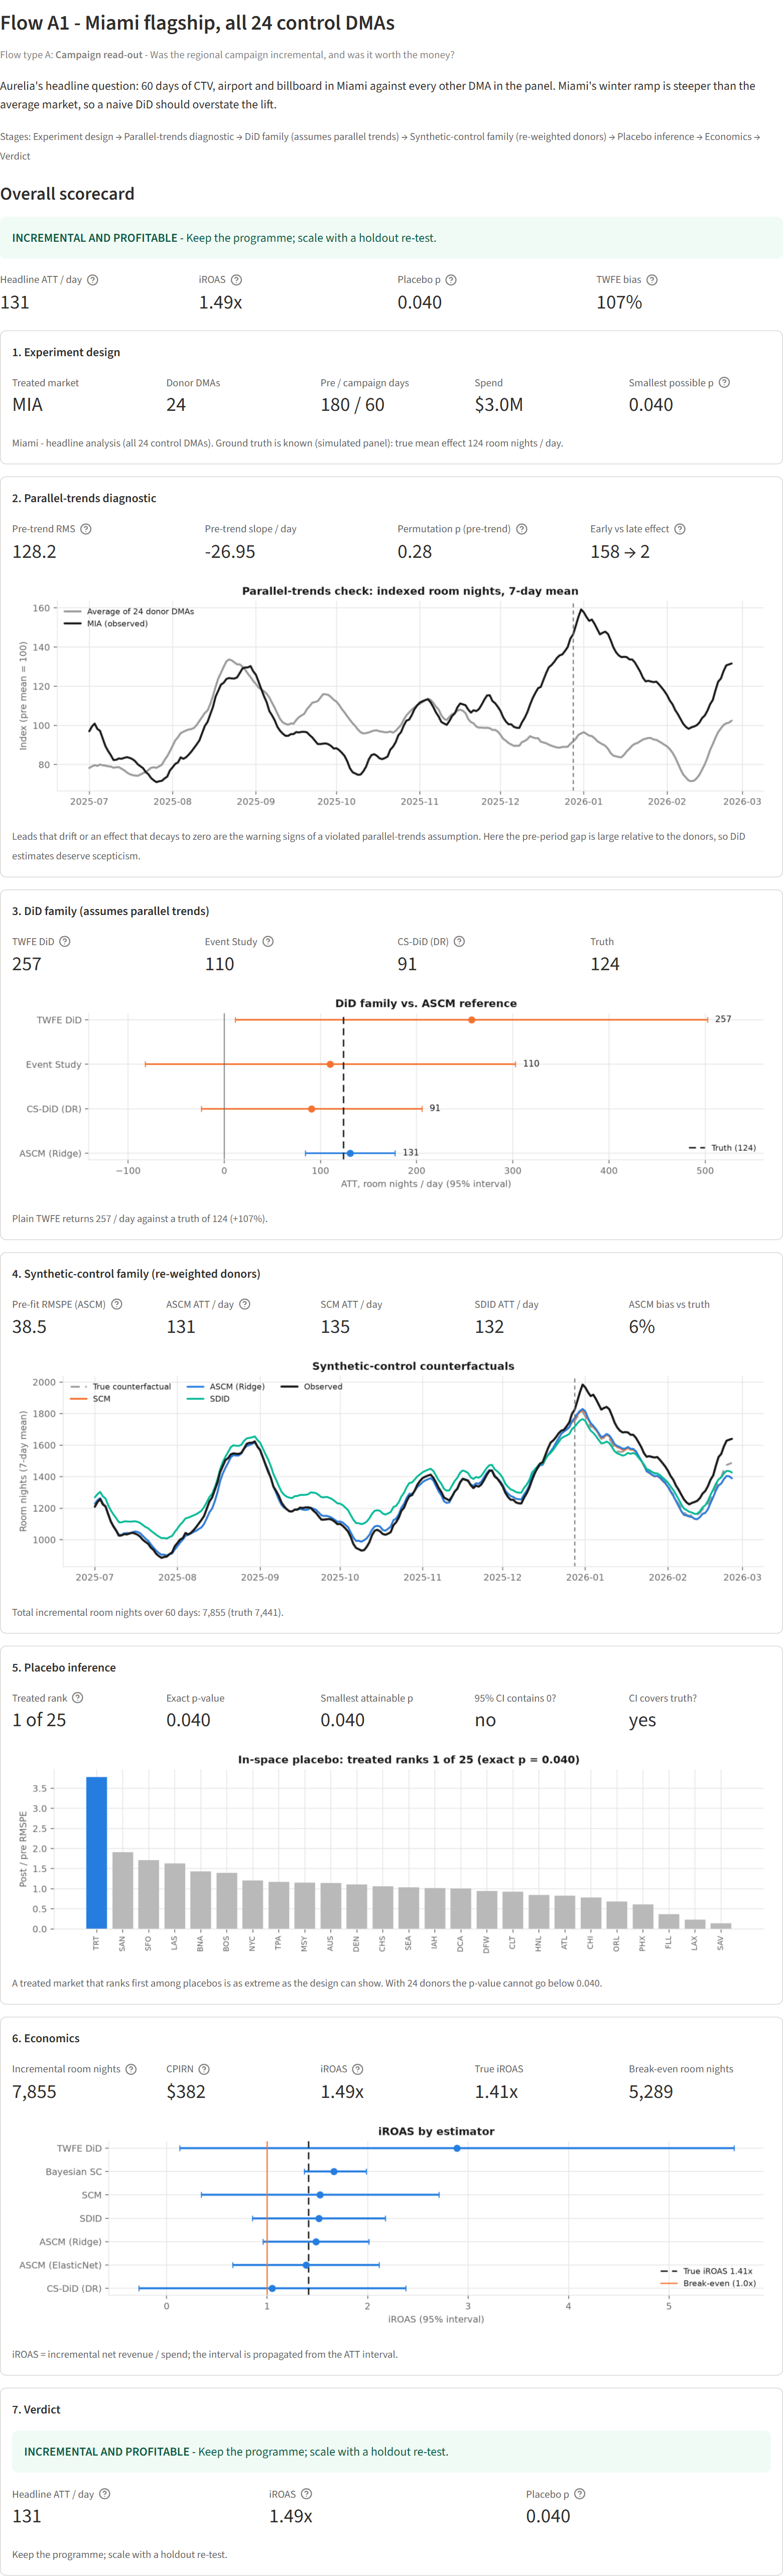 Flow A1 - Miami flagship, all 24 control DMAs
Flow type A: Campaign read-out - Was the regional campaign incremental, and was it worth the money?
Aurelia's headline question: 60 days of CTV, airport and billboard in Miami against every other DMA in the panel. Miami's winter ramp is steeper than the
average market, so a naive DiD should overstate the lift.
Stages: Experiment design → Parallel-trends diagnostic → DiD family (assumes parallel trends) → Synthetic-control family (re-weighted donors) → Placebo inference → Economics →
Verdict
Overall scorecard
INCREMENTAL AND PROFITABLE - Keep the programme; scale with a holdout re-test.
Headline ATT / day iROAS Placebo p TWFE bias
131 1.49x 0.040 107%
1. Experiment design
Treated market Donor DMAs Pre / campaign days Spend Smallest possible p
MIA 24 180 / 60 $3.0M 0.040
Miami - headline analysis (all 24 control DMAs). Ground truth is known (simulated panel): true mean effect 124 room nights / day.
2. Parallel-trends diagnostic
Pre-trend RMS Pre-trend slope / day Permutation p (pre-trend) Early vs late effect
128.2 -26.95 0.28 158 → 2
Parallel-trends check: indexed room nights, 7-day mean
Average of 24 donor DMAs
MIA (observed)
Index (pre mean = 100)
160
140
120
100
80
2025-07 2025-08 2025-09 2025-10 2025-11 2025-12 2026-01 2026-02 2026-03
Leads that drift or an effect that decays to zero are the warning signs of a violated parallel-trends assumption. Here the pre-period gap is large relative to the donors, so DiD
estimates deserve scepticism.
3. DiD family (assumes parallel trends)
TWFE DiD Event Study CS-DiD (DR) Truth
257 110 91 124
DiD family vs. ASCM reference
TWFE DiD 257
Event Study 110
CS-DiD (DR) 91
ASCM (Ridge) 131
Truth (124)
−100 0 100 200 300 400 500
ATT, room nights / day (95% interval)
Plain TWFE returns 257 / day against a truth of 124 (+107%).
4. Synthetic-control family (re-weighted donors)
Pre-fit RMSPE (ASCM) ASCM ATT / day SCM ATT / day SDID ATT / day ASCM bias vs truth
38.5 131 135 132 6%
Synthetic-control counterfactuals
True counterfactual ASCM (Ridge) Observed
SCM SDID
Room nights (7-day mean)
2000
1800
1600
1400
1200
1000
2025-07 2025-08 2025-09 2025-10 2025-11 2025-12 2026-01 2026-02 2026-03
Total incremental room nights over 60 days: 7,855 (truth 7,441).
5. Placebo inference
Treated rank Exact p-value Smallest attainable p 95% CI contains 0? CI covers truth?
1 of 25 0.040 0.040 no yes
In-space placebo: treated ranks 1 of 25 (exact p = 0.040)
Post / pre RMSPE
3.5
3.0
2.5
2.0
1.5
1.0
0.5
0.0
TRT SAN SFO LAS BNA BOS NYC TPA MSY AUS DEN CHS SEA IAH DCA DFW CLT HNL ATL CHI ORL PHX FLL LAX SAV
A treated market that ranks first among placebos is as extreme as the design can show. With 24 donors the p-value cannot go below 0.040.
6. Economics
Incremental room nights CPIRN iROAS True iROAS Break-even room nights
7,855 $382 1.49x 1.41x 5,289
iROAS by estimator
TWFE DiD
Bayesian SC
SCM
SDID
ASCM (Ridge)
ASCM (ElasticNet)
CS-DiD (DR)
True iROAS 1.41x
Break-even (1.0x)
0 1 2 3 4 5
iROAS (95% interval)
iROAS = incremental net revenue / spend; the interval is propagated from the ATT interval.
7. Verdict
INCREMENTAL AND PROFITABLE - Keep the programme; scale with a holdout re-test.
Headline ATT / day iROAS Placebo p
131 1.49x 0.040
Keep the programme; scale with a holdout re-test.